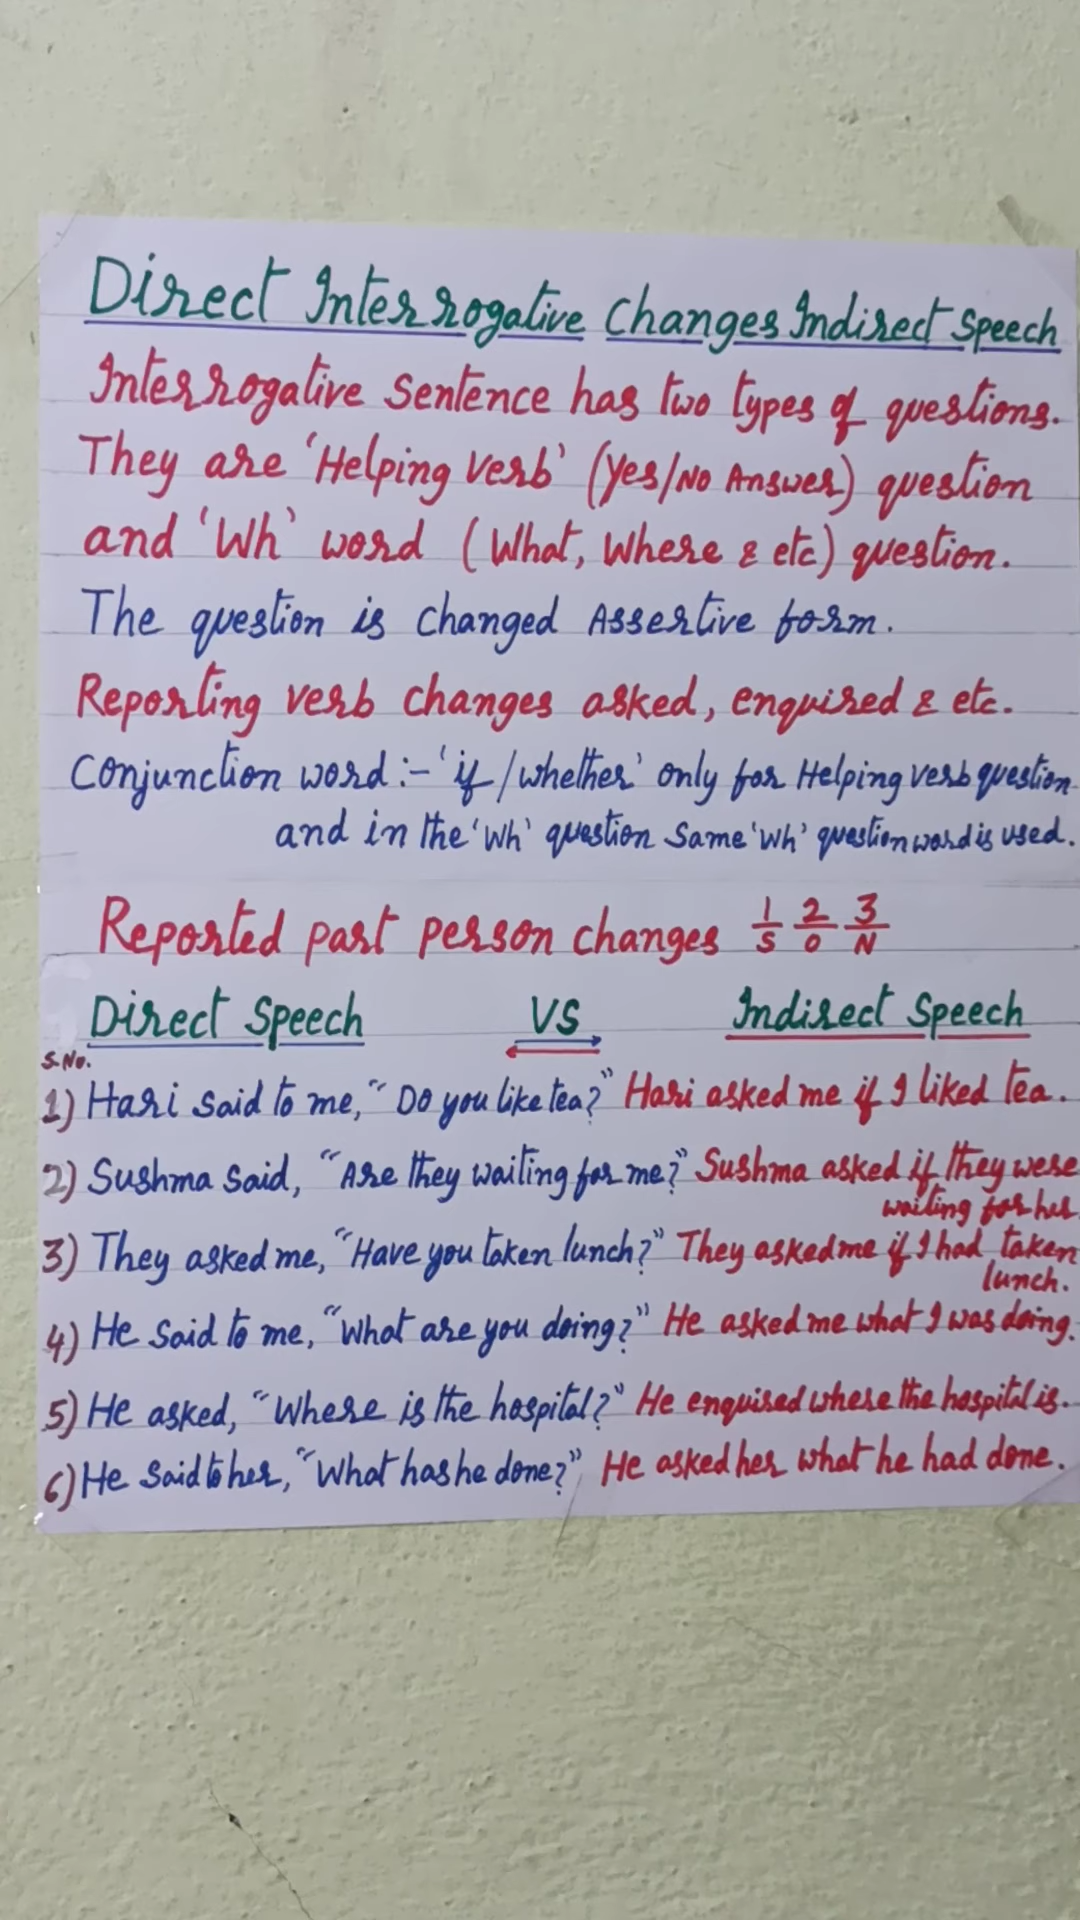 Direct Interrogative Changes Indirect Speech
Interrogative Sentence has two types of questions.
They are 'Helping Verb' (Yes/No Answer) question
and 'Wh' word (What, Where & etc) question.
The question is changed Assertive form.
Reporting verb changes asked, enquired & etc.
Conjunction word :- 'if/whether' only for Helping verb question
and in the 'Wh' question Same 'Wh' question word is used.
Reported part person changes 1/S 2/O 3/N
Direct Speech VS Indirect Speech
S.No.
1) Hari said to me, "Do you like tea?" Hari asked me if I liked tea.
2) Sushma said, "Are they waiting for me?" Sushma asked if they were
waiting for her
3) They asked me, "Have you taken lunch?" They asked me if I had taken
lunch.
4) He said to me, "What are you doing?" He asked me what I was doing.
5) He asked, "Where is the hospital?" He enquired where the hospital is.
6) He said to her, "What has he done?" He asked her what he had done.